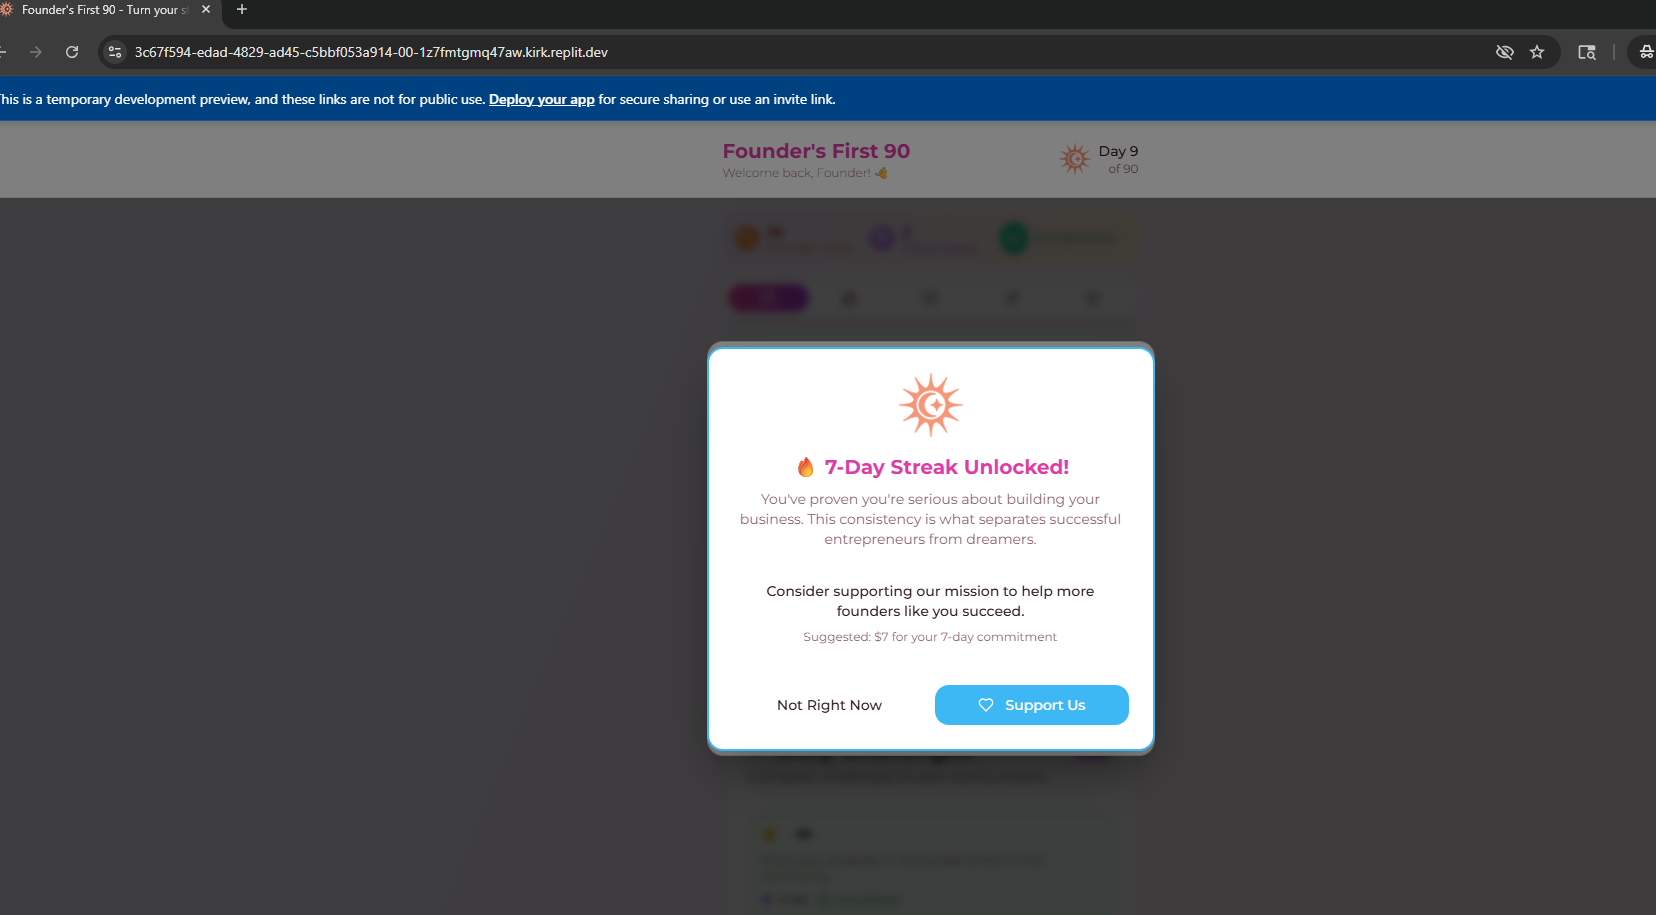 Founder's First 90 - Turn your s
3c67f594-edad-4829-ad45-c5bbf053a914-00-1z7fmtgmq47aw.kirk.replit.dev
This is a temporary development preview, and these links are not for public use. Deploy your app for secure sharing or use an invite link.
Founder's First 90
Welcome back, Founder!
Day 9
of 90
🔥 7-Day Streak Unlocked!
You've proven you're serious about building your
business. This consistency is what separates successful
entrepreneurs from dreamers.
Consider supporting our mission to help more
founders like you succeed.
Suggested: $7 for your 7-day commitment
Not Right Now
Support Us